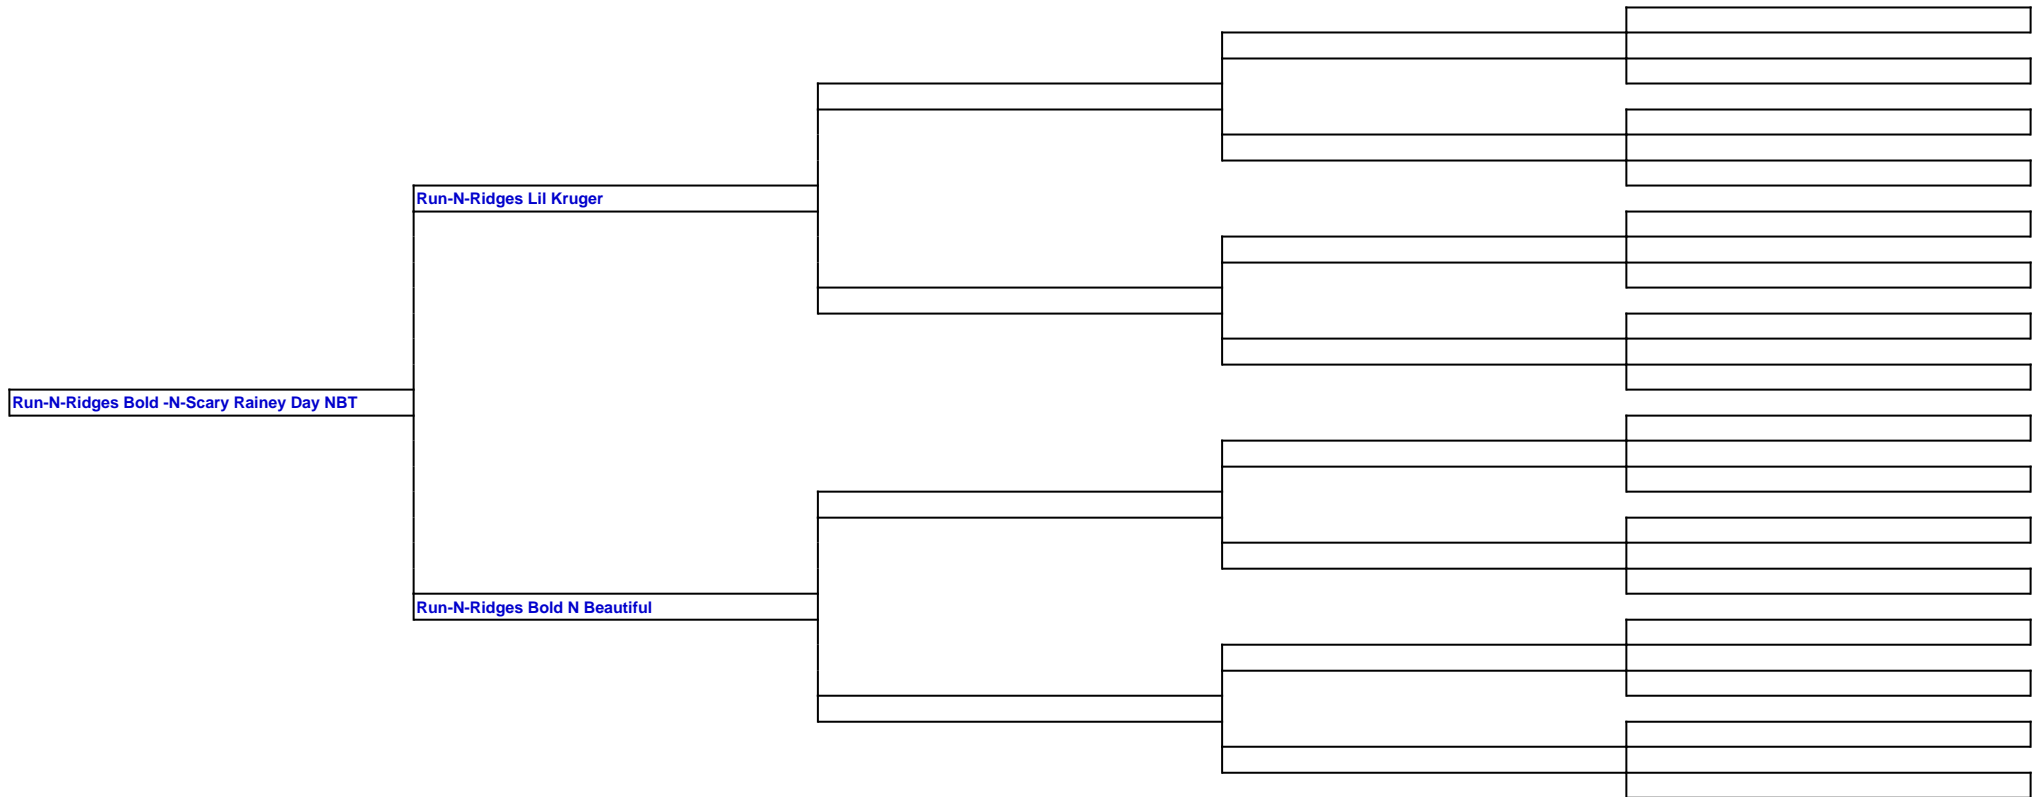 Run-N-Ridges Lil Kruger
Run-N-Ridges Bold -N-Scary Rainey Day NBT
Run-N-Ridges Bold N Beautiful